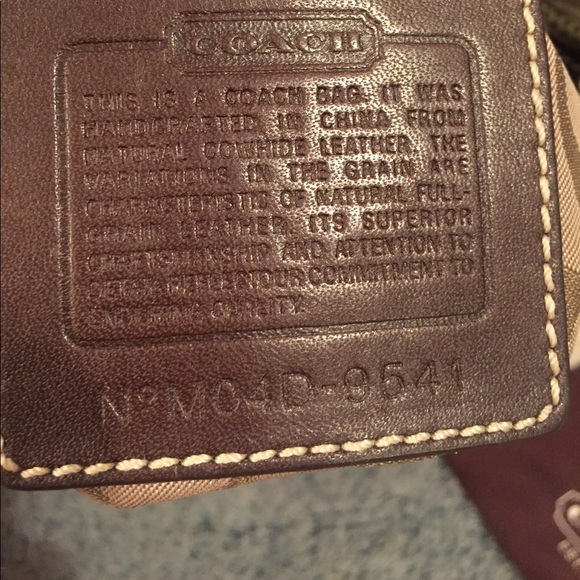 COACH
THIS IS A COACH BAG. IT WAS
HANDCRAFTED IN CHINA FROM
NATURAL COWHIDE LEATHER. THE
VARIATIONS IN THE GRAIN ARE
CHARACTERISTIC OF NATURAL FULL-
GRAIN LEATHER. ITS SUPERIOR
CRAFTSMANSHIP AND ATTENTION TO
DETAIL REFLECT OUR COMMITMENT TO
ENDURING QUALITY.
Nº M04D-9541